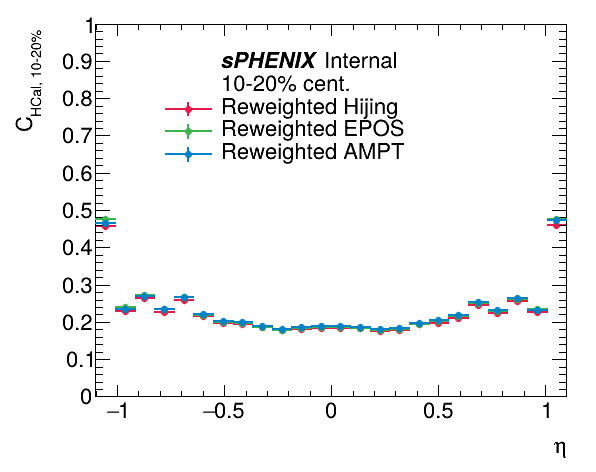 C HCal, 10-20%
1
0.9
0.8
0.7
0.6
0.5
0.4
0.3
0.2
0.1
0
sPHENIX Internal
10-20% cent.
Reweighted Hijing
Reweighted EPOS
Reweighted AMPT
−1 −0.5 0 0.5 1
η